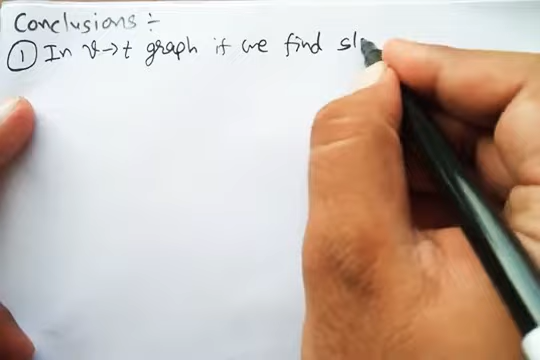 Conclusions :-
① In v→t graph if we find sl